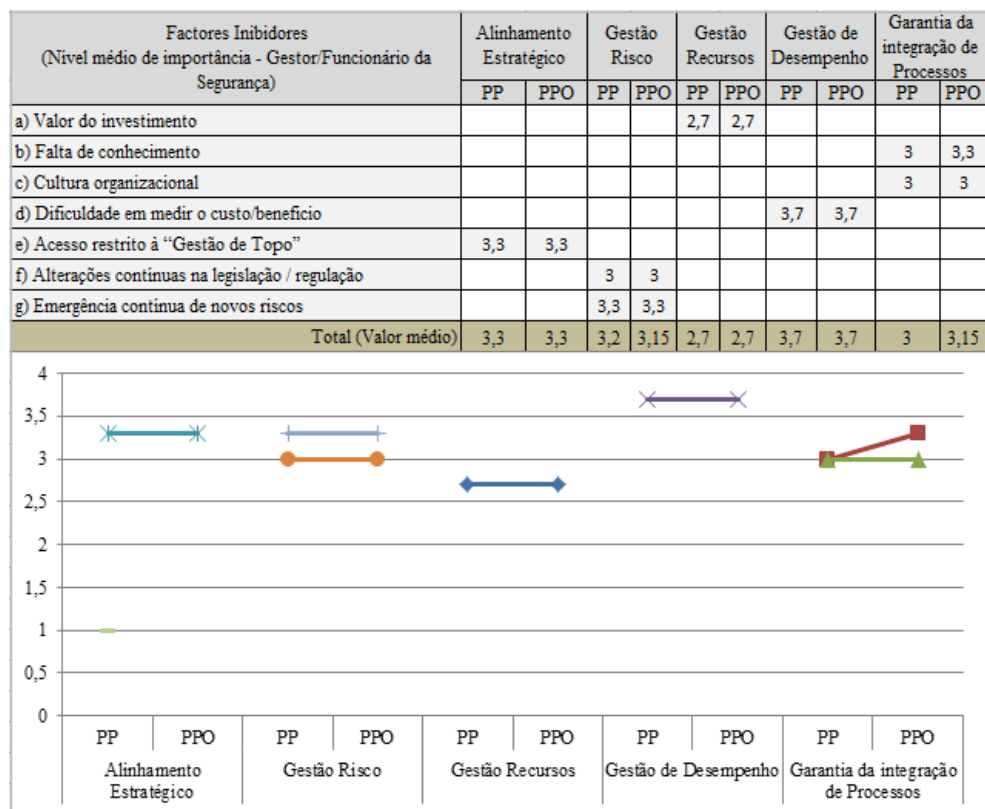 Factores Inibidores
(Nível médio de importância - Gestor/Funcionário da
Segurança)
Alinhamento
Estratégico
Gestão
Risco
Gestão
Recursos
Gestão de
Desempenho
Garantia da
integração de
Processos
PP PPO PP PPO PP PPO PP PPO PP PPO
a) Valor do investimento 2,7 2,7
b) Falta de conhecimento 3 3,3
c) Cultura organizacional 3 3
d) Dificuldade em medir o custo/beneficio 3,7 3,7
e) Acesso restrito à “Gestão de Topo” 3,3 3,3
f) Alterações contínuas na legislação / regulação 3 3
g) Emergência contínua de novos riscos 3,3 3,3
Total (Valor médio) 3,3 3,3 3,2 3,15 2,7 2,7 3,7 3,7 3 3,15
4
3,5
3
2,5
2
1,5
1
0,5
0
PP PPO PP PPO PP PPO PP PPO PP PPO
Alinhamento
Estratégico
Gestão Risco
Gestão Recursos
Gestão de Desempenho
Garantia da integração
de Processos